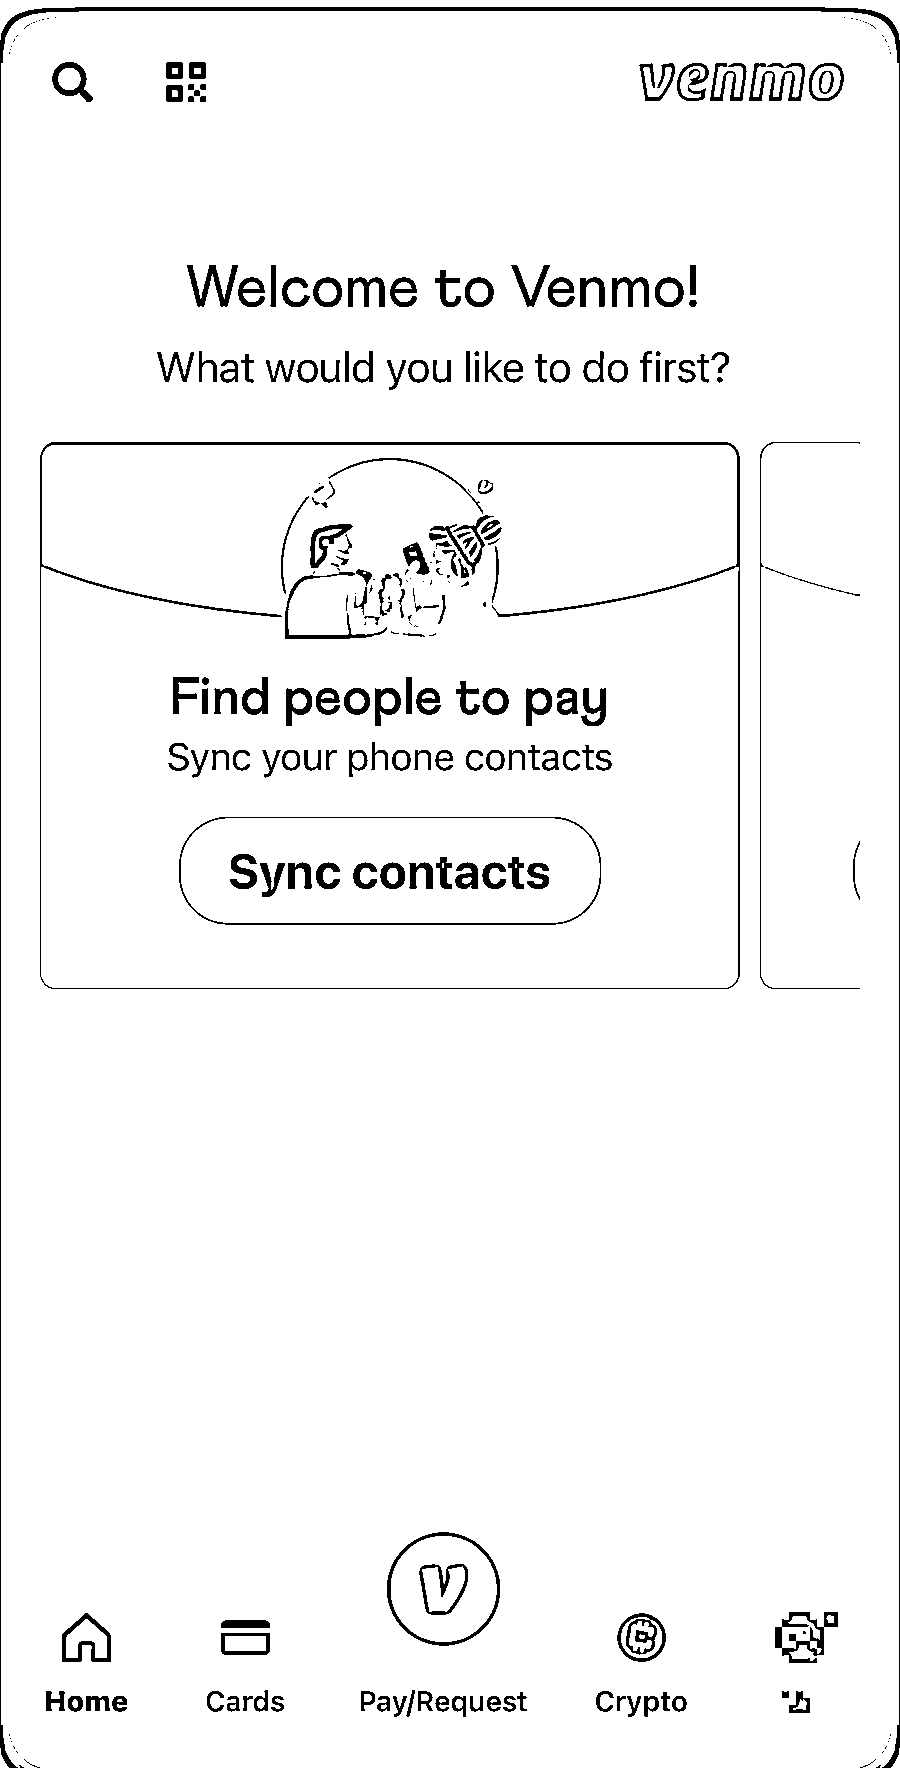 venmo
Welcome to Venmo!
What would you like to do first?
Find people to pay
Sync your phone contacts
Sync contacts
Home
Cards
Pay/Request
Crypto